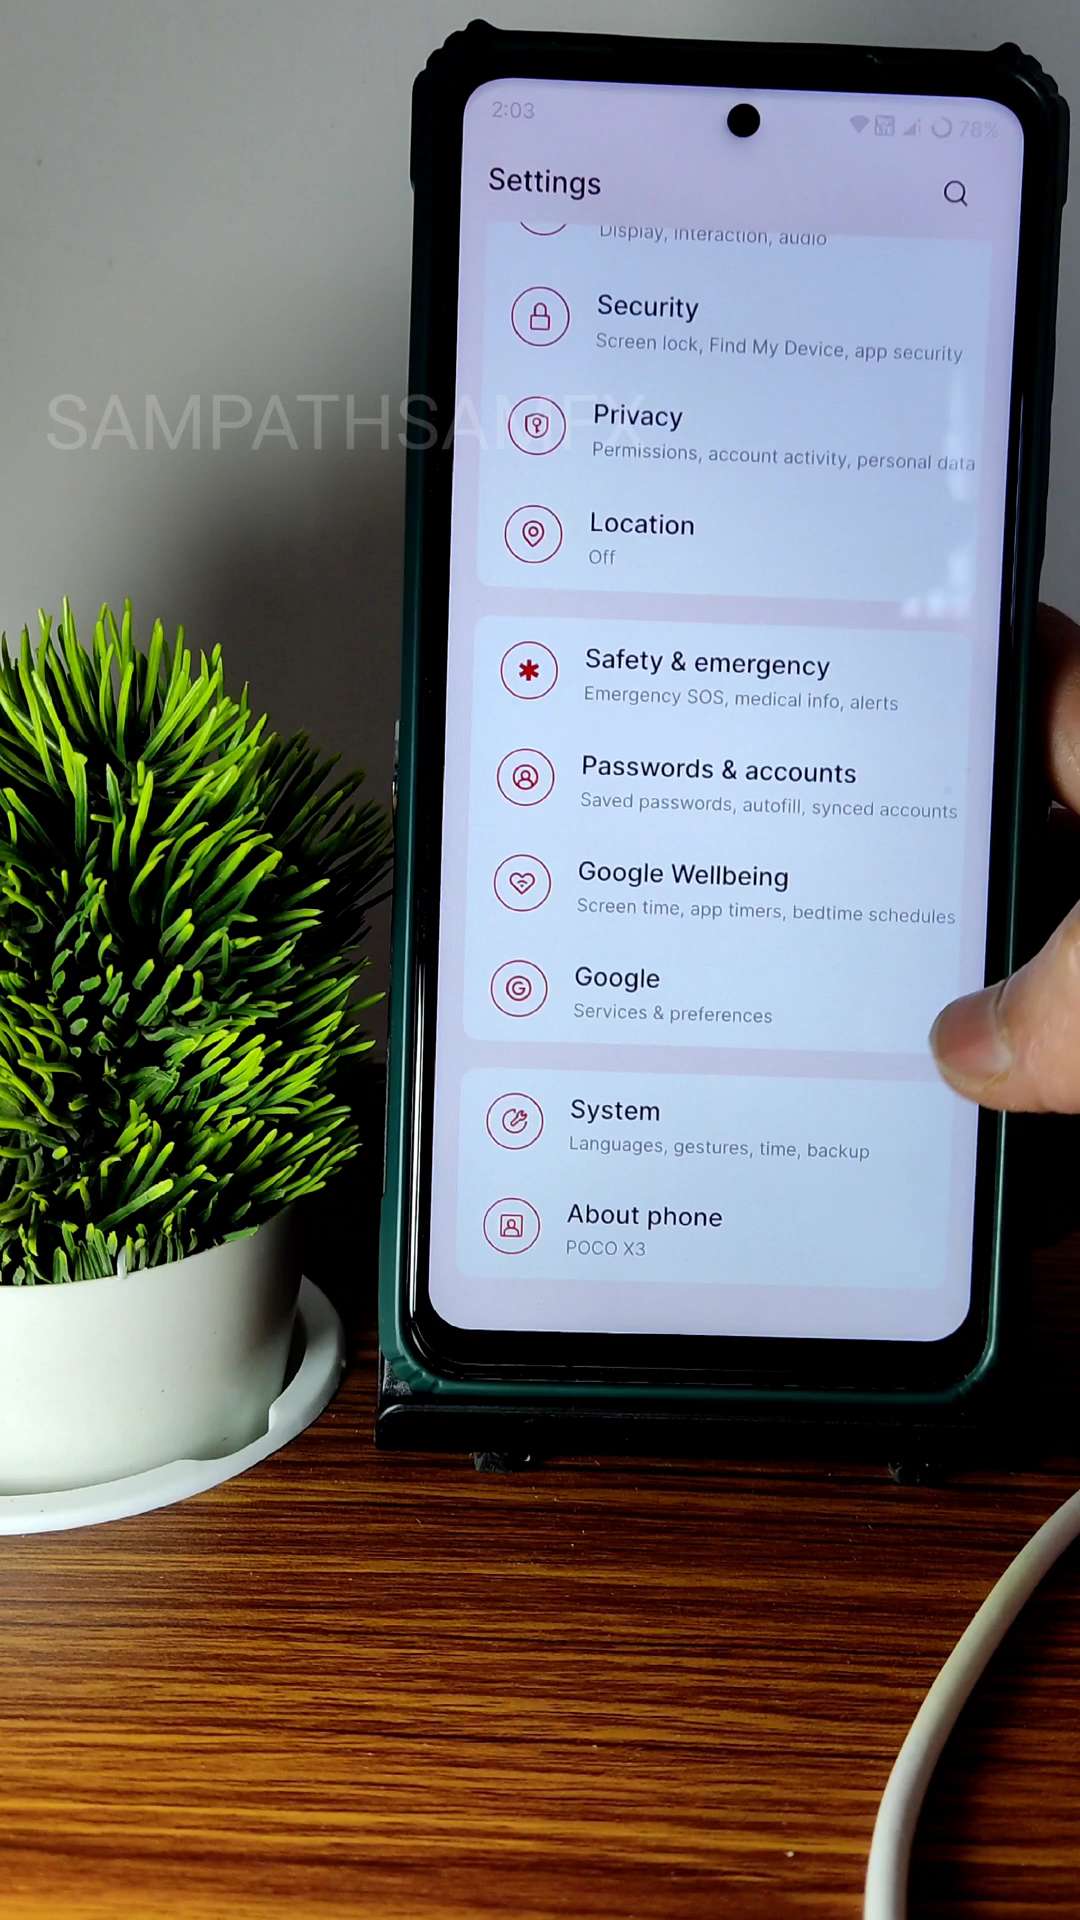 2:03
78%
Settings
Display, interaction, audio
Security
Screen lock, Find My Device, app security
SAMPATHSANIFX
Privacy
Permissions, account activity, personal data
Location
Off
Safety & emergency
Emergency SOS, medical info, alerts
Passwords & accounts
Saved passwords, autofill, synced accounts
Google Wellbeing
Screen time, app timers, bedtime schedules
Google
Services & preferences
System
Languages, gestures, time, backup
About phone
POCO X3